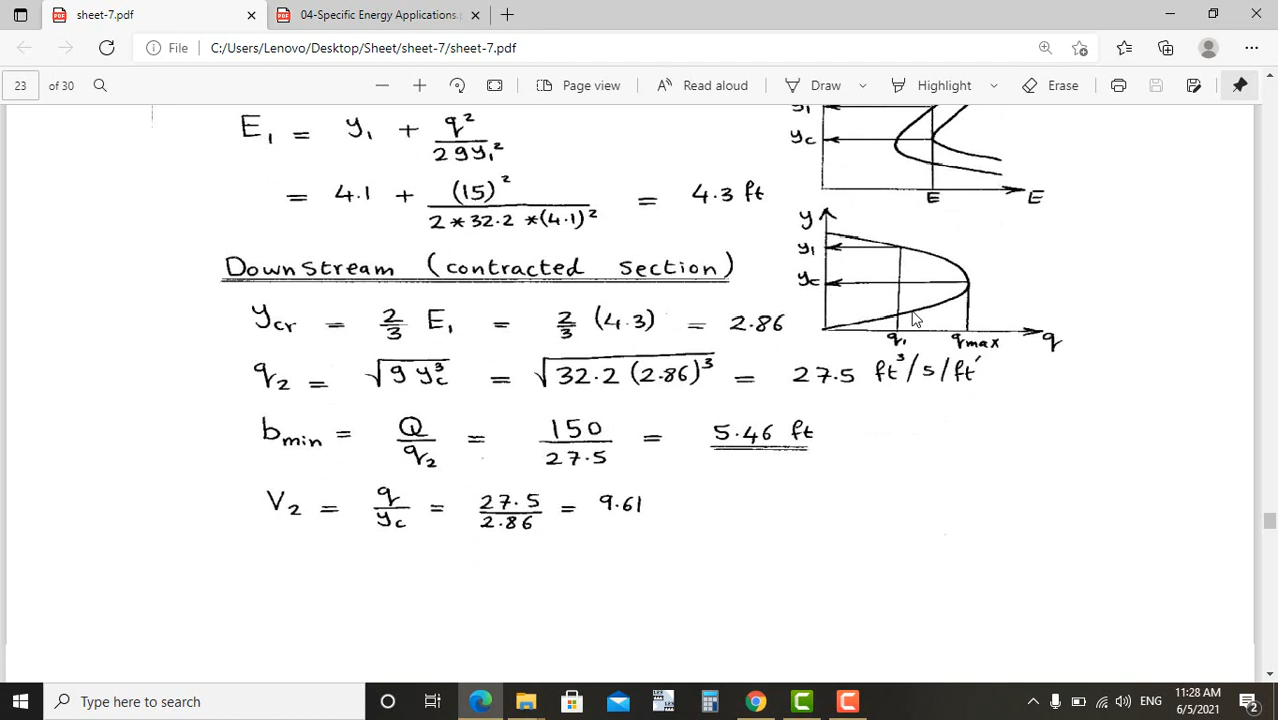 sheet-7.pdf
04-Specific Energy Applications.
File C:/Users/Lenovo/Desktop/Sheet/sheet-7/sheet-7.pdf
23 of 30 Page view Read aloud Draw Highlight Erase
E₁ = y₁ + q² / 2gy₁²
= 4.1 + (15)² / 2*32.2*(4.1)² = 4.3 ft
y₁
yc
E E
y
y₁
yc
q₁ qmax q
DownStream (contracted section)
ycr = 2/3 E₁ = 2/3 (4.3) = 2.86
q₂ = √g yc³ = √32.2 (2.86)³ = 27.5 ft³/s/ft'
bmin = Q / q₂ = 150 / 27.5 = 5.46 ft
V₂ = q / yc = 27.5 / 2.86 = 9.61
Type here to search
ENG
11:28 AM
6/5/2021
2